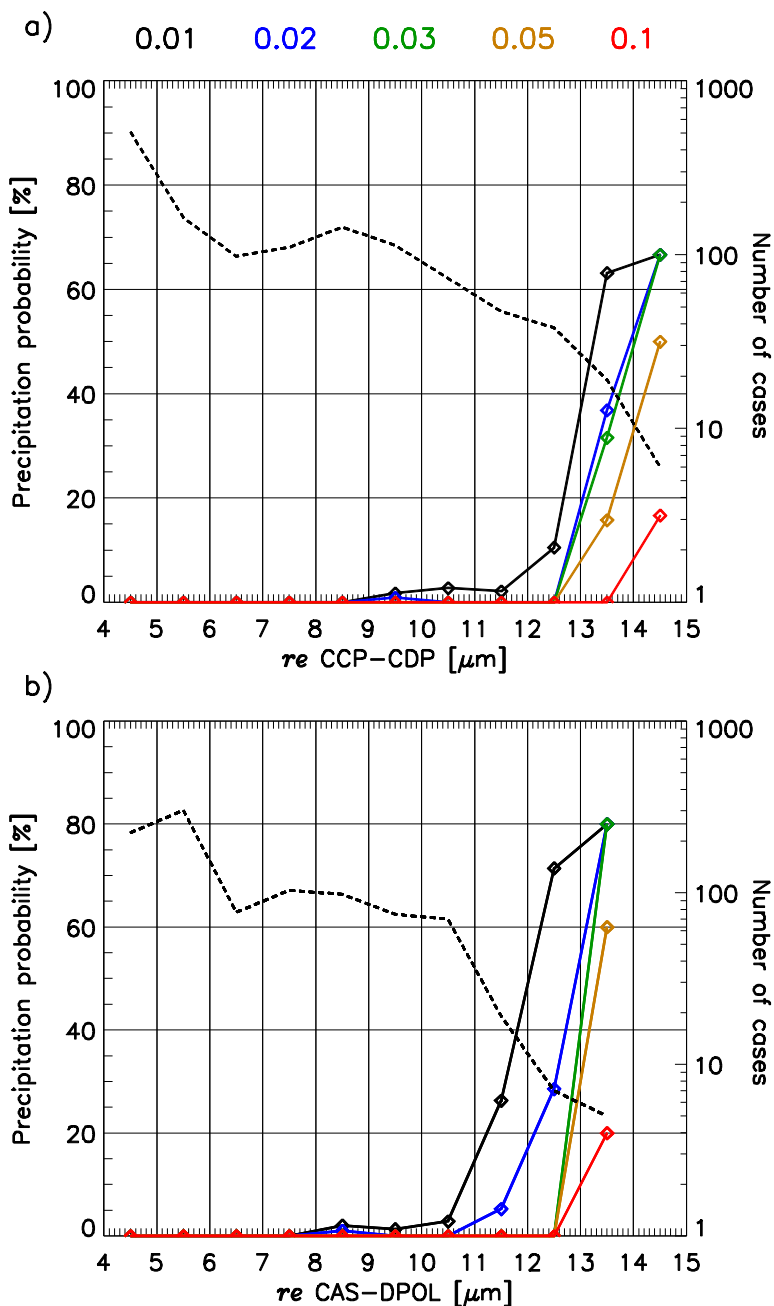 a)
0.01 0.02 0.03 0.05 0.1
Precipitation probability [%]
100
80
60
40
20
0
1000
100
10
1
Number of cases
4 5 6 7 8 9 10 11 12 13 14 15
re CCP-CDP [μm]
b)
Precipitation probability [%]
100
80
60
40
20
0
1000
100
10
1
Number of cases
4 5 6 7 8 9 10 11 12 13 14 15
re CAS-DPOL [μm]